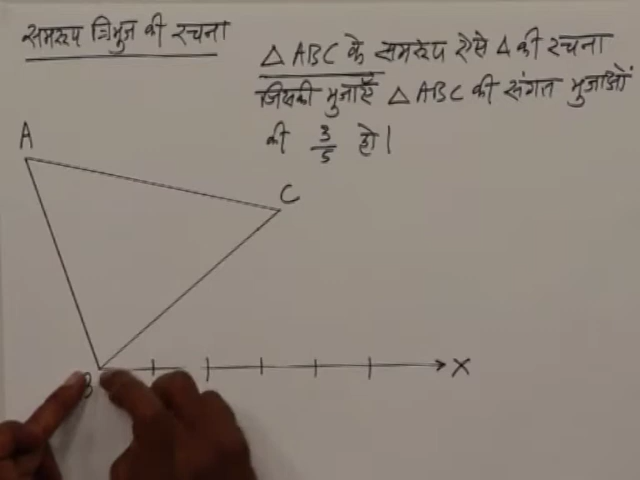 समरूप त्रिभुज की रचना
△ ABC के समरूप ऐसे △ की रचना
जिसकी भुजाएँ △ ABC की संगत भुजाओं
की 3/5 हो।
A
C
B
X